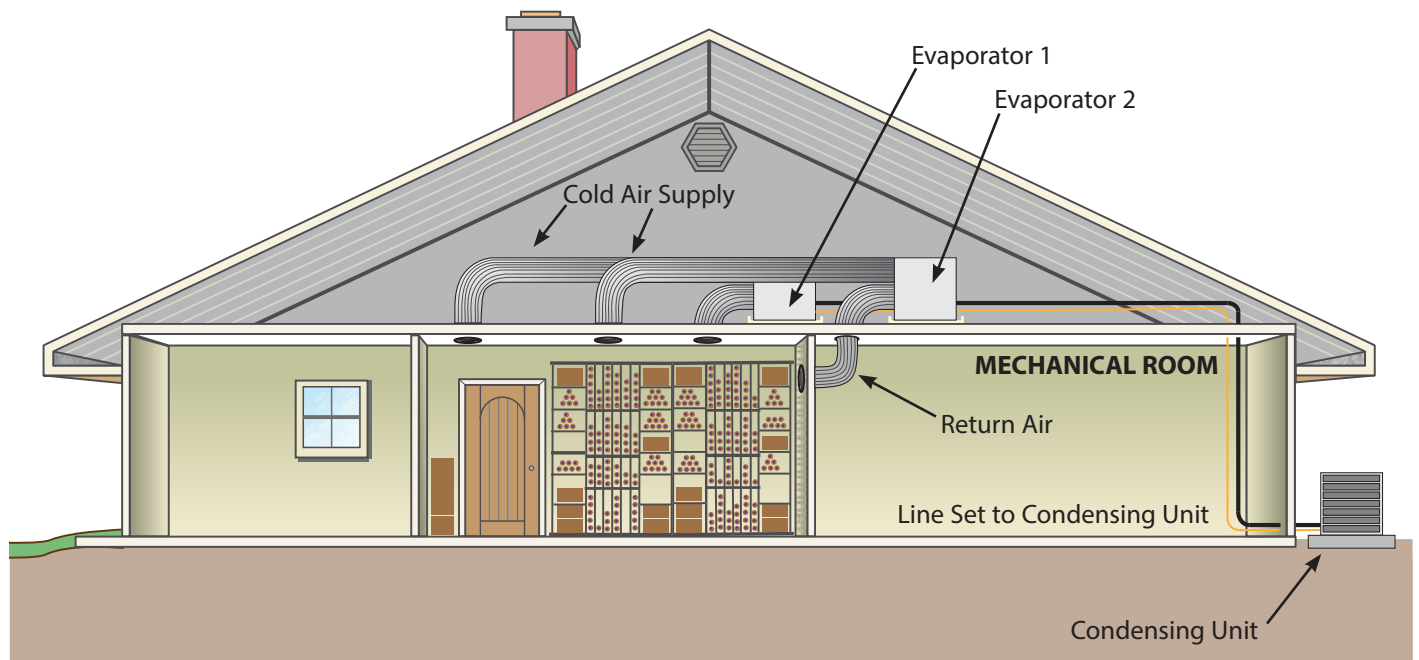 Evaporator 1
Evaporator 2
Cold Air Supply
MECHANICAL ROOM
Return Air
Line Set to Condensing Unit
Condensing Unit